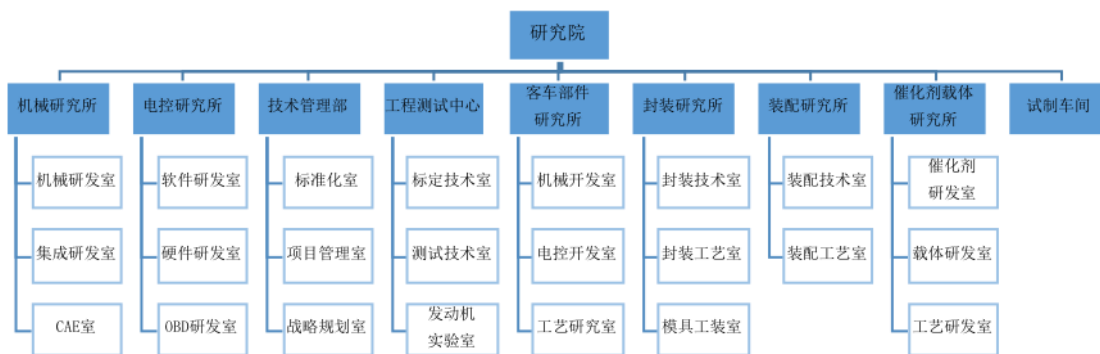 研究院
机械研究所
电控研究所
技术管理部
工程测试中心
客车部件
研究所
封装研究所
装配研究所
催化剂载体
研究所
试制车间
机械研发室
软件研发室
标准化室
标定技术室
机械开发室
封装技术室
装配技术室
催化剂
研发室
集成研发室
硬件研发室
项目管理室
测试技术室
电控开发室
封装工艺室
装配工艺室
载体研发室
CAE室
OBD研发室
战略规划室
发动机
实验室
工艺研究室
模具工装室
工艺研发室